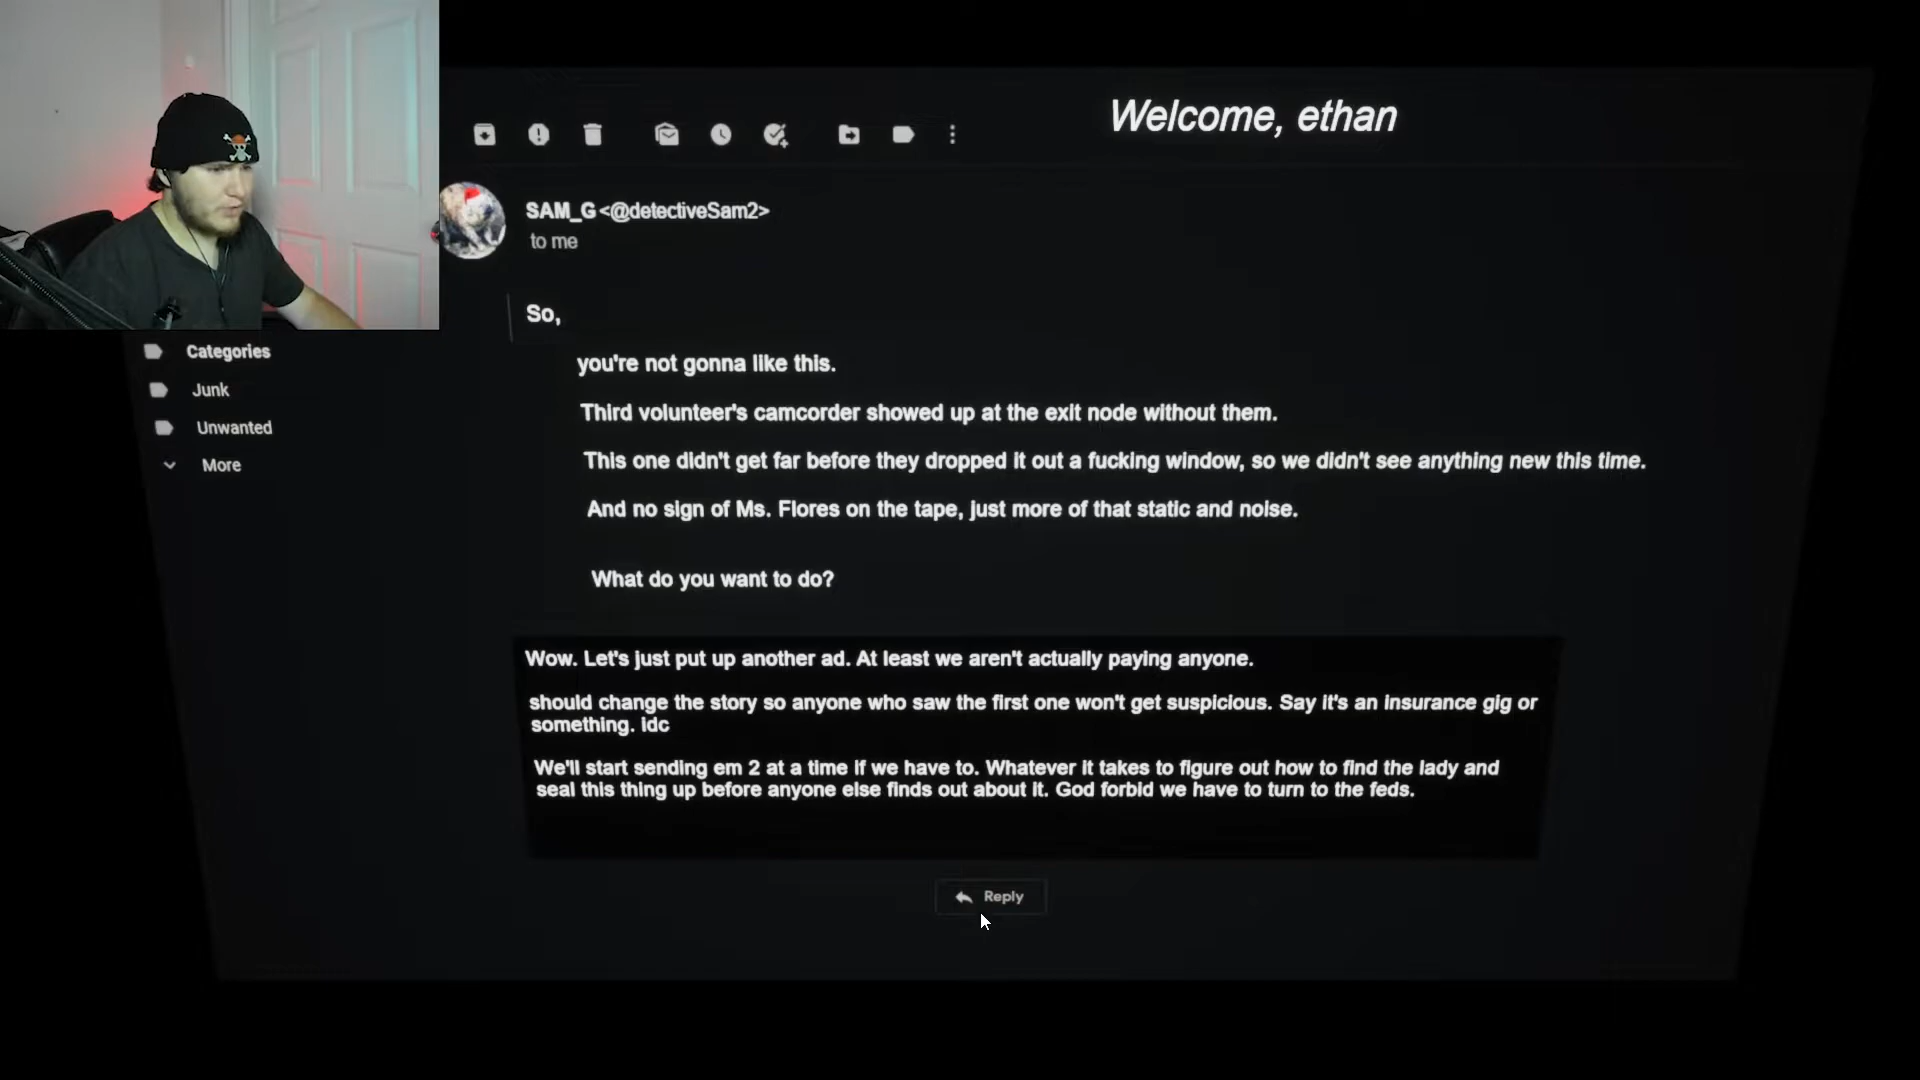 Welcome, ethan
SAM_G<@detectiveSam2>
to me
So,
you're not gonna like this.
Third volunteer's camcorder showed up at the exit node without them.
This one didn't get far before they dropped it out a fucking window, so we didn't see anything new this time.
And no sign of Ms. Flores on the tape, just more of that static and noise.
What do you want to do?
Categories
Junk
Unwanted
More
Wow. Let's just put up another ad. At least we aren't actually paying anyone.
should change the story so anyone who saw the first one won't get suspicious. Say it's an insurance gig or
something. idc
We'll start sending em 2 at a time if we have to. Whatever it takes to figure out how to find the lady and
seal this thing up before anyone else finds out about it. God forbid we have to turn to the feds.
Reply